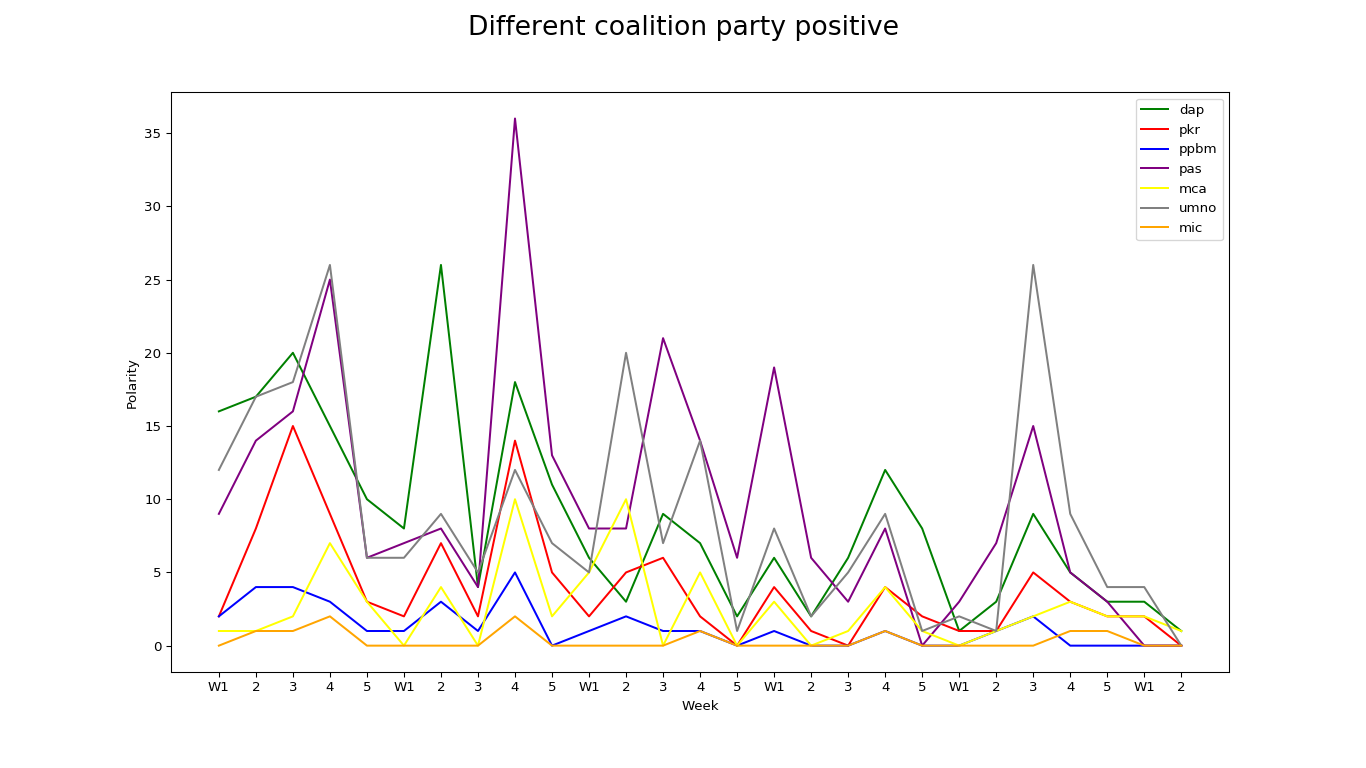 Different coalition party positive
dap
pkr
ppbm
pas
mca
umno
mic
35
30
25
20
15
10
5
0
Polarity
W1 2 3 4 5 W1 2 3 4 5 W1 2 3 4 5 W1 2 3 4 5 W1 2 3 4 5 W1 2
Week